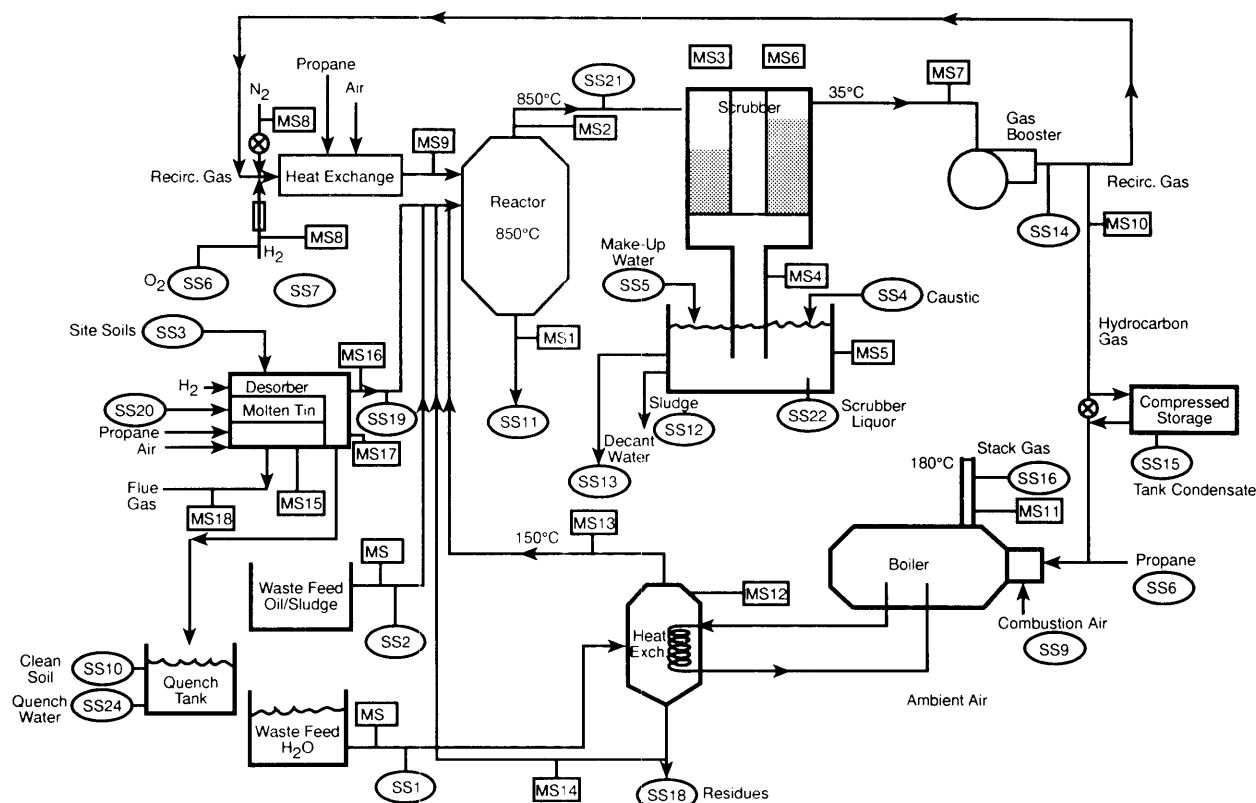 Propane
Air
N2
MS8
Recirc. Gas
Heat Exchange
MS9
850°C
SS21
MS2
Reactor
850°C
MS3
MS6
Scrubber
35°C
MS7
Gas
Booster
Recirc. Gas
SS14
MS10
MS8
H2
O2
SS6
SS7
Make-Up
Water
SS5
MS4
SS4
Caustic
MS5
Hydrocarbon
Gas
Site Soils
SS3
MS16
MS1
H2
Desorber
SS20
Molten Tin
SS19
Propane
Air
MS17
SS11
Sludge
SS12
SS22
Scrubber
Liquor
Decant
Water
SS13
Compressed
Storage
SS15
Tank Condensate
Stack Gas
180°C
SS16
MS11
Flue
Gas
MS18
MS15
MS13
150°C
Boiler
Propane
SS6
Waste Feed
Oil/Sludge
MS
SS2
MS12
Heat
Exch.
Combustion Air
SS9
Clean
Soil
SS10
Quench
Water
SS24
Quench
Tank
Ambient Air
Waste Feed
H2O
MS
SS1
MS14
SS18
Residues